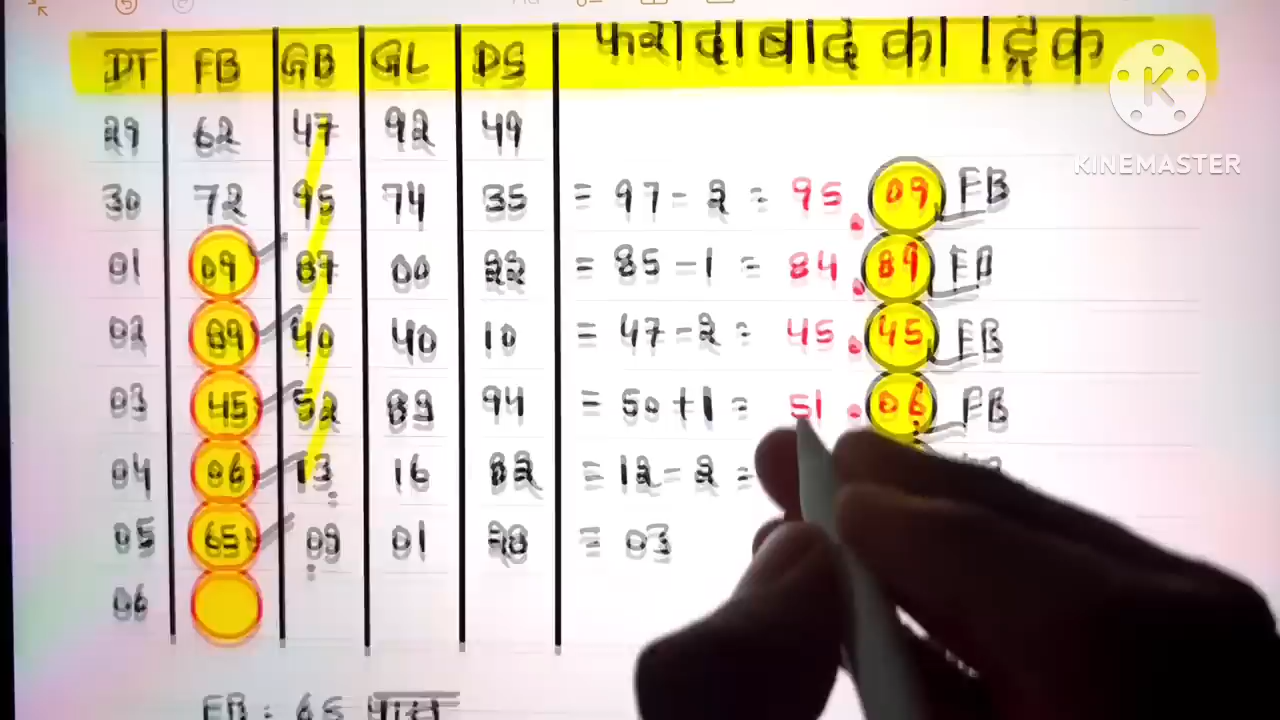 DT FB GB GL DS फरीदाबाद का ट्रिक
29 62 47 92 49
30 72 95 74 35 = 97 - 2 = 95. 09 FB
01 09 87 00 22 = 85 - 1 = 84. 89 FB
02 89 40 40 10 = 47 - 2 = 45. 45 FB
03 45 52 89 94 = 50 + 1 = 51. 06 FB
04 06 13 16 82 = 12 - 2 =
05 65 09 01 = 03
06
FB = 65 पास
KINEMASTER